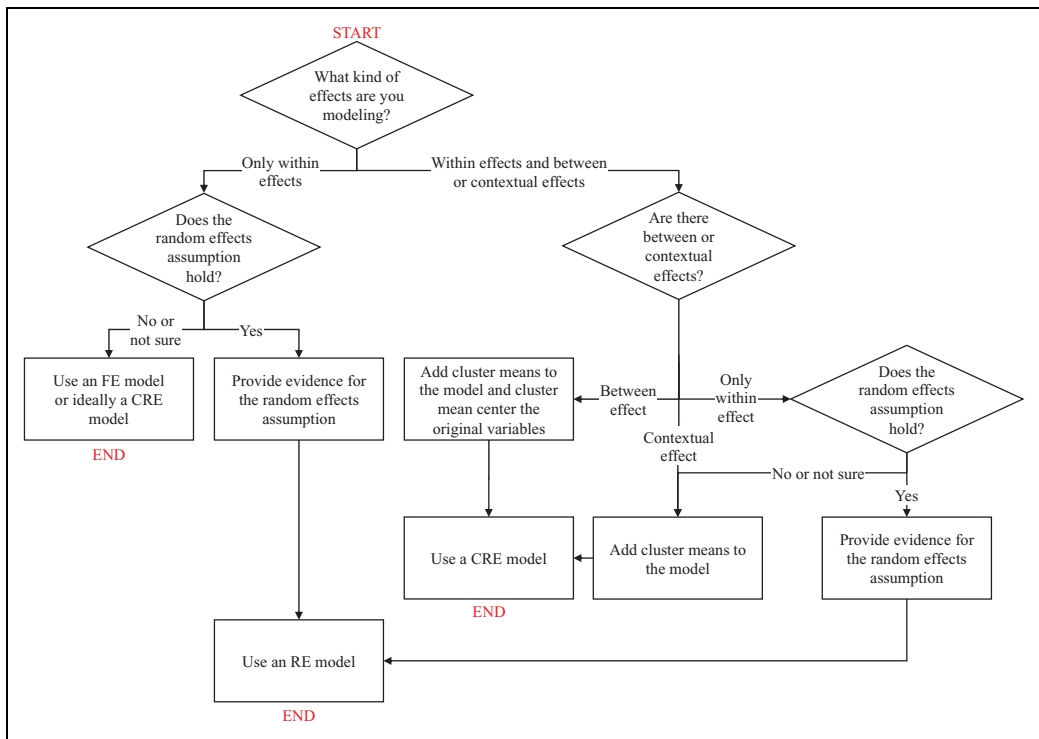 START
What kind of
effects are you
modeling?
Only within
effects
Within effects and between
or contextual effects
Does the
random effects
assumption
hold?
Are there
between or
contextual
effects?
No or
not sure
Yes
Use an FE model
or ideally a CRE
model
END
Provide evidence for
the random effects
assumption
Add cluster means to
the model and cluster
mean center the
original variables
Between
effect
Only
within
effect
Does the
random effects
assumption
hold?
Contextual
effect
No or not sure
Yes
Use a CRE model
END
Add cluster means to
the model
Provide evidence for
the random effects
assumption
Use an RE model
END